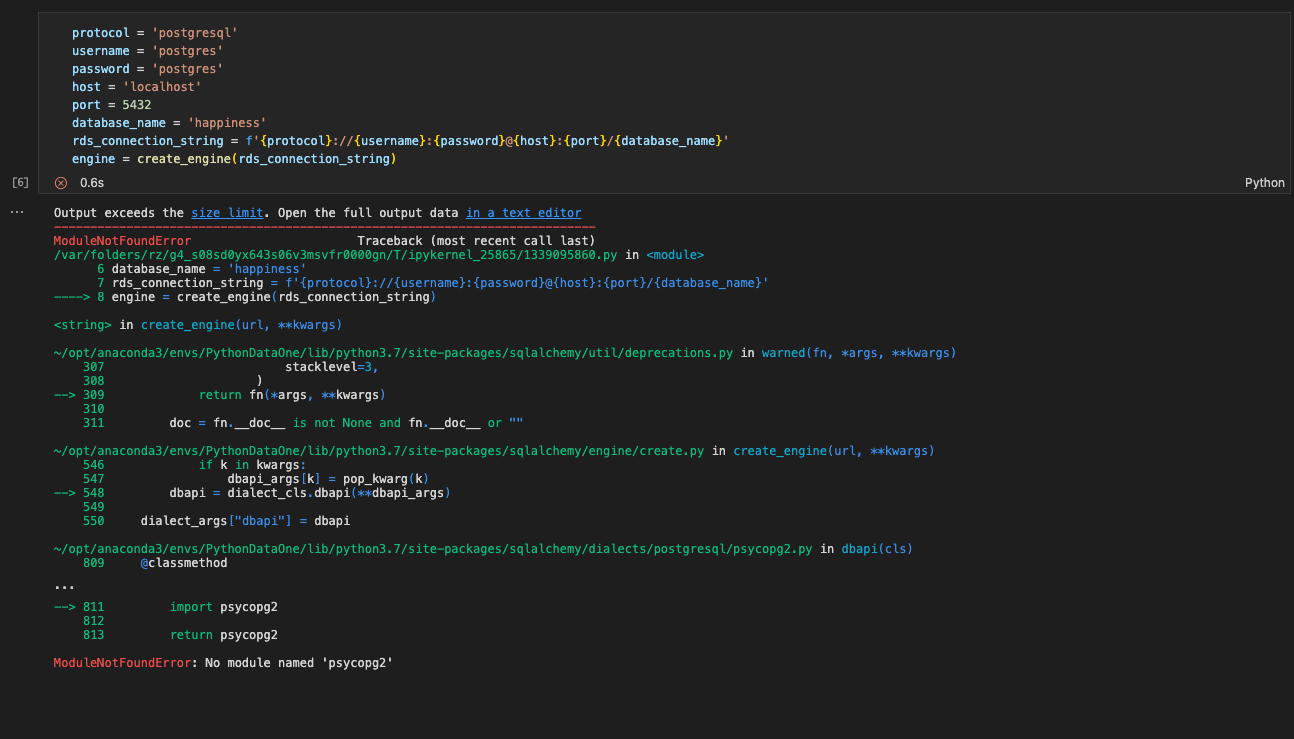 protocol = 'postgresql'
username = 'postgres'
password = 'postgres'
host = 'localhost'
port = 5432
database_name = 'happiness'
rds_connection_string = f'{protocol}://{username}:{password}@{host}:{port}/{database_name}'
engine = create_engine(rds_connection_string)
[6] 0.6s Python
... Output exceeds the size limit. Open the full output data in a text editor
---------------------------------------------------------------------------
ModuleNotFoundError                       Traceback (most recent call last)
/var/folders/rz/g4_s08sd0yx643s06v3msvfr0000gn/T/ipykernel_25865/1339095860.py in <module>
      6 database_name = 'happiness'
      7 rds_connection_string = f'{protocol}://{username}:{password}@{host}:{port}/{database_name}'
----> 8 engine = create_engine(rds_connection_string)
<string> in create_engine(url, **kwargs)
~/opt/anaconda3/envs/PythonDataOne/lib/python3.7/site-packages/sqlalchemy/util/deprecations.py in warned(fn, *args, **kwargs)
    307                         stacklevel=3,
    308                     )
--> 309             return fn(*args, **kwargs)
    310
    311         doc = fn.__doc__ is not None and fn.__doc__ or ""
~/opt/anaconda3/envs/PythonDataOne/lib/python3.7/site-packages/sqlalchemy/engine/create.py in create_engine(url, **kwargs)
    546             if k in kwargs:
    547                 dbapi_args[k] = pop_kwarg(k)
--> 548         dbapi = dialect_cls.dbapi(**dbapi_args)
    549
    550     dialect_args["dbapi"] = dbapi
~/opt/anaconda3/envs/PythonDataOne/lib/python3.7/site-packages/sqlalchemy/dialects/postgresql/psycopg2.py in dbapi(cls)
    809     @classmethod
...
--> 811         import psycopg2
    812
    813         return psycopg2
ModuleNotFoundError: No module named 'psycopg2'